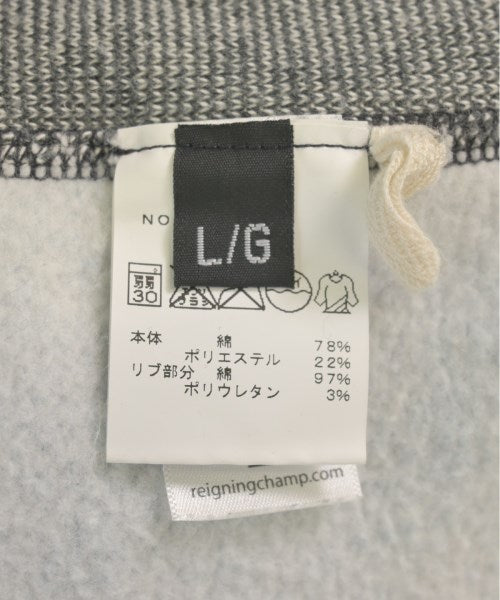 NO
L/G
弱
30
本体 綿 78%
ポリエステル 22%
リブ部分 綿 97%
ポリウレタン 3%
reigningchamp.com